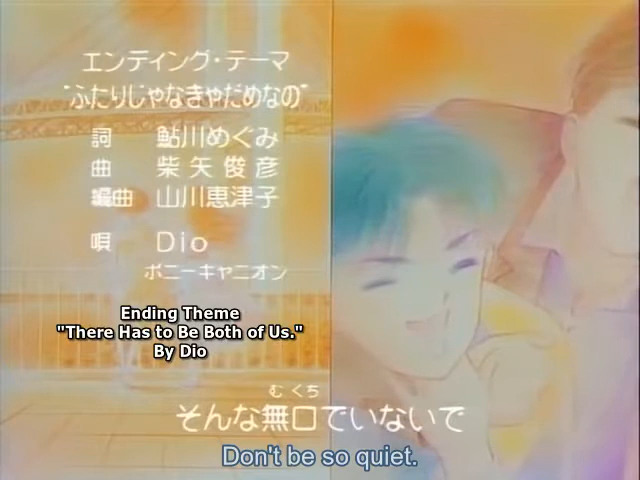 エンディング・テーマ
"ふたりじゃなきゃだめなの"
詞 鮎川めぐみ
曲 柴矢俊彦
編曲 山川恵津子
唄 Dio
ポニーキャニオン
Ending Theme
"There Has to Be Both of Us."
By Dio
むくち
そんな無口でいないで
Don't be so quiet.